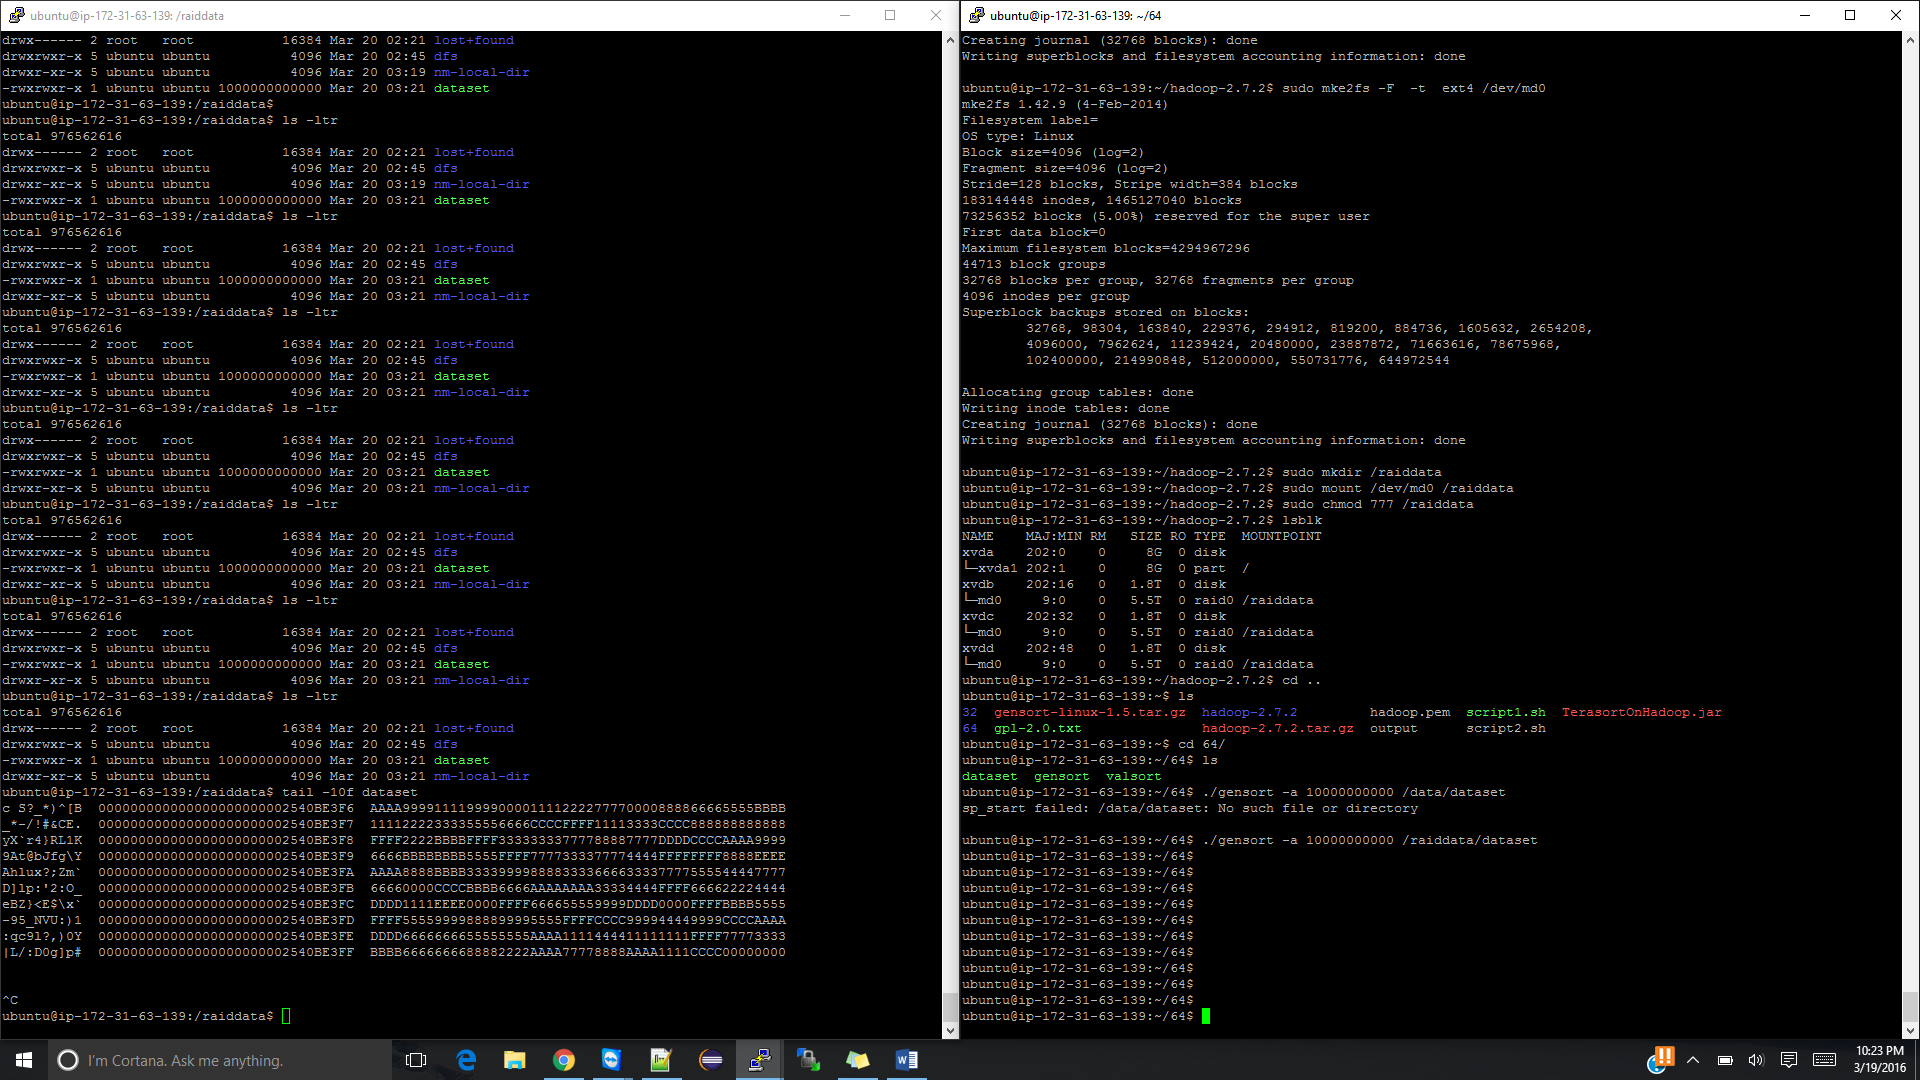 ubuntu@ip-172-31-63-139: /raiddata
drwx------ 2 root   root           16384 Mar 20 02:21 lost+found
drwxrwxr-x 5 ubuntu ubuntu          4096 Mar 20 02:45 dfs
drwxr-xr-x 5 ubuntu ubuntu          4096 Mar 20 03:19 nm-local-dir
-rwxrwxr-x 1 ubuntu ubuntu 1000000000000 Mar 20 03:21 dataset
ubuntu@ip-172-31-63-139:/raiddata$
ubuntu@ip-172-31-63-139:/raiddata$ ls -ltr
total 976562616
drwx------ 2 root   root           16384 Mar 20 02:21 lost+found
drwxrwxr-x 5 ubuntu ubuntu          4096 Mar 20 02:45 dfs
drwxr-xr-x 5 ubuntu ubuntu          4096 Mar 20 03:19 nm-local-dir
-rwxrwxr-x 1 ubuntu ubuntu 1000000000000 Mar 20 03:21 dataset
ubuntu@ip-172-31-63-139:/raiddata$ ls -ltr
total 976562616
drwx------ 2 root   root           16384 Mar 20 02:21 lost+found
drwxrwxr-x 5 ubuntu ubuntu          4096 Mar 20 02:45 dfs
-rwxrwxr-x 1 ubuntu ubuntu 1000000000000 Mar 20 03:21 dataset
drwxr-xr-x 5 ubuntu ubuntu          4096 Mar 20 03:21 nm-local-dir
ubuntu@ip-172-31-63-139:/raiddata$ ls -ltr
total 976562616
drwx------ 2 root   root           16384 Mar 20 02:21 lost+found
drwxrwxr-x 5 ubuntu ubuntu          4096 Mar 20 02:45 dfs
-rwxrwxr-x 1 ubuntu ubuntu 1000000000000 Mar 20 03:21 dataset
drwxr-xr-x 5 ubuntu ubuntu          4096 Mar 20 03:21 nm-local-dir
ubuntu@ip-172-31-63-139:/raiddata$ ls -ltr
total 976562616
drwx------ 2 root   root           16384 Mar 20 02:21 lost+found
drwxrwxr-x 5 ubuntu ubuntu          4096 Mar 20 02:45 dfs
-rwxrwxr-x 1 ubuntu ubuntu 1000000000000 Mar 20 03:21 dataset
drwxr-xr-x 5 ubuntu ubuntu          4096 Mar 20 03:21 nm-local-dir
ubuntu@ip-172-31-63-139:/raiddata$ ls -ltr
total 976562616
drwx------ 2 root   root           16384 Mar 20 02:21 lost+found
drwxrwxr-x 5 ubuntu ubuntu          4096 Mar 20 02:45 dfs
-rwxrwxr-x 1 ubuntu ubuntu 1000000000000 Mar 20 03:21 dataset
drwxr-xr-x 5 ubuntu ubuntu          4096 Mar 20 03:21 nm-local-dir
ubuntu@ip-172-31-63-139:/raiddata$ ls -ltr
total 976562616
drwx------ 2 root   root           16384 Mar 20 02:21 lost+found
drwxrwxr-x 5 ubuntu ubuntu          4096 Mar 20 02:45 dfs
-rwxrwxr-x 1 ubuntu ubuntu 1000000000000 Mar 20 03:21 dataset
drwxr-xr-x 5 ubuntu ubuntu          4096 Mar 20 03:21 nm-local-dir
ubuntu@ip-172-31-63-139:/raiddata$ ls -ltr
total 976562616
drwx------ 2 root   root           16384 Mar 20 02:21 lost+found
drwxrwxr-x 5 ubuntu ubuntu          4096 Mar 20 02:45 dfs
-rwxrwxr-x 1 ubuntu ubuntu 1000000000000 Mar 20 03:21 dataset
drwxr-xr-x 5 ubuntu ubuntu          4096 Mar 20 03:21 nm-local-dir
ubuntu@ip-172-31-63-139:/raiddata$ tail -10f dataset
c S?_*)^[B  000000000000000000000002540BE3F6  AAAA999911119999000011112222777700008888666655555BBBB
_*-/!#&CE.  000000000000000000000002540BE3F7  11112222333355556666CCCCFFFF11113333CCCC888888888888
yX`r4}RL1K  000000000000000000000002540BE3F8  FFFF2222BBBBFFFF33333333777788887777DDDDCCCCAAAA9999
9At@bJfg\Y  000000000000000000000002540BE3F9  6666BBBBBBBB5555FFFF7777333377774444FFFFFFFF8888EEEE
Ahlux?;Zm`  000000000000000000000002540BE3FA  AAAA8888BBBB3333999988883333666633337777555544447777
D]lp:'2:O_  000000000000000000000002540BE3FB  66660000CCCCBBBB6666AAAAAAAA33334444FFFF666622224444
eBZ}<E$\x`  000000000000000000000002540BE3FC  DDDD1111EEEE0000FFFF666655559999DDDD0000FFFFBBBB5555
-95_NVU:)1  000000000000000000000002540BE3FD  FFFF55559999888899995555FFFFCCCC999944449999CCCCAAAA
:qc9l?,)0Y  000000000000000000000002540BE3FE  DDDD6666666655555555AAAA1111444411111111FFFF77773333
|L/:D0g]p#  000000000000000000000002540BE3FF  BBBB6666666688882222AAAA77778888AAAA1111CCCC00000000
^C
ubuntu@ip-172-31-63-139:/raiddata$
ubuntu@ip-172-31-63-139: ~/64
Creating journal (32768 blocks): done
Writing superblocks and filesystem accounting information: done
ubuntu@ip-172-31-63-139:~/hadoop-2.7.2$ sudo mke2fs -F  -t  ext4 /dev/md0
mke2fs 1.42.9 (4-Feb-2014)
Filesystem label=
OS type: Linux
Block size=4096 (log=2)
Fragment size=4096 (log=2)
Stride=128 blocks, Stripe width=384 blocks
183144448 inodes, 1465127040 blocks
73256352 blocks (5.00%) reserved for the super user
First data block=0
Maximum filesystem blocks=4294967296
44713 block groups
32768 blocks per group, 32768 fragments per group
4096 inodes per group
Superblock backups stored on blocks:
        32768, 98304, 163840, 229376, 294912, 819200, 884736, 1605632, 2654208,
        4096000, 7962624, 11239424, 20480000, 23887872, 71663616, 78675968,
        102400000, 214990848, 512000000, 550731776, 644972544
Allocating group tables: done
Writing inode tables: done
Creating journal (32768 blocks): done
Writing superblocks and filesystem accounting information: done
ubuntu@ip-172-31-63-139:~/hadoop-2.7.2$ sudo mkdir /raiddata
ubuntu@ip-172-31-63-139:~/hadoop-2.7.2$ sudo mount /dev/md0 /raiddata
ubuntu@ip-172-31-63-139:~/hadoop-2.7.2$ sudo chmod 777 /raiddata
ubuntu@ip-172-31-63-139:~/hadoop-2.7.2$ lsblk
NAME    MAJ:MIN RM   SIZE RO TYPE  MOUNTPOINT
xvda    202:0    0     8G  0 disk
└─xvda1 202:1    0     8G  0 part  /
xvdb    202:16   0   1.8T  0 disk
└─md0     9:0    0   5.5T  0 raid0 /raiddata
xvdc    202:32   0   1.8T  0 disk
└─md0     9:0    0   5.5T  0 raid0 /raiddata
xvdd    202:48   0   1.8T  0 disk
└─md0     9:0    0   5.5T  0 raid0 /raiddata
ubuntu@ip-172-31-63-139:~/hadoop-2.7.2$ cd ..
ubuntu@ip-172-31-63-139:~$ ls
32  gensort-linux-1.5.tar.gz  hadoop-2.7.2         hadoop.pem  script1.sh  TerasortOnHadoop.jar
64  gpl-2.0.txt               hadoop-2.7.2.tar.gz  output      script2.sh
ubuntu@ip-172-31-63-139:~$ cd 64/
ubuntu@ip-172-31-63-139:~/64$ ls
dataset  gensort  valsort
ubuntu@ip-172-31-63-139:~/64$ ./gensort -a 10000000000 /data/dataset
sp_start failed: /data/dataset: No such file or directory
ubuntu@ip-172-31-63-139:~/64$ ./gensort -a 10000000000 /raiddata/dataset
ubuntu@ip-172-31-63-139:~/64$
ubuntu@ip-172-31-63-139:~/64$
ubuntu@ip-172-31-63-139:~/64$
ubuntu@ip-172-31-63-139:~/64$
ubuntu@ip-172-31-63-139:~/64$
ubuntu@ip-172-31-63-139:~/64$
ubuntu@ip-172-31-63-139:~/64$
ubuntu@ip-172-31-63-139:~/64$
ubuntu@ip-172-31-63-139:~/64$
ubuntu@ip-172-31-63-139:~/64$
ubuntu@ip-172-31-63-139:~/64$
I'm Cortana. Ask me anything.
10:23 PM
3/19/2016